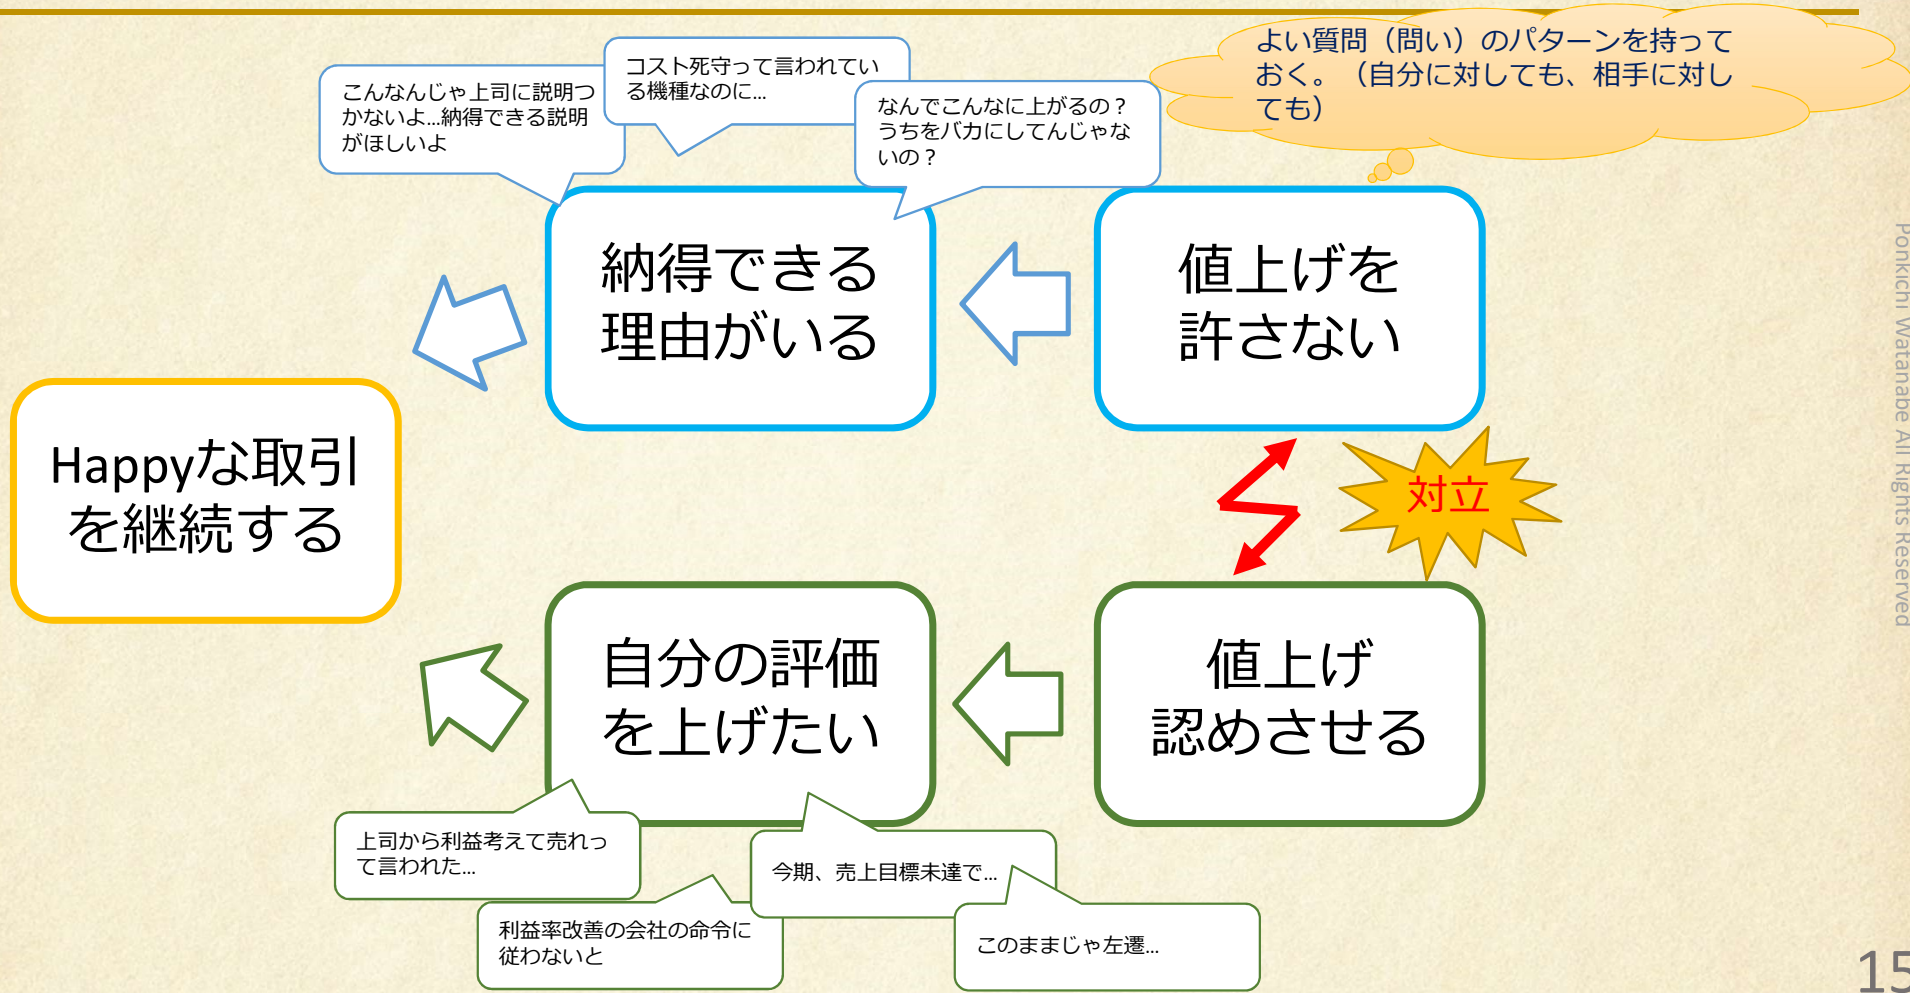 よい質問（問い）のパターンを持って
おく。（自分に対しても、相手に対し
ても）
コスト死守って言われてい
る機種なのに…
こんなんじゃ上司に説明つ
かないよ…納得できる説明
がほしいよ
なんでこんなに上がるの？
うちをバカにしてんじゃな
いの？
納得できる
理由がいる
値上げを
許さない
Happyな取引
を継続する
対立
自分の評価
を上げたい
値上げ
認めさせる
上司から利益考えて売れっ
て言われた…
今期、売上目標未達で…
利益率改善の会社の命令に
従わないと
このままじゃ左遷…
Ponkichi Watanabe All Rights Reserved
15